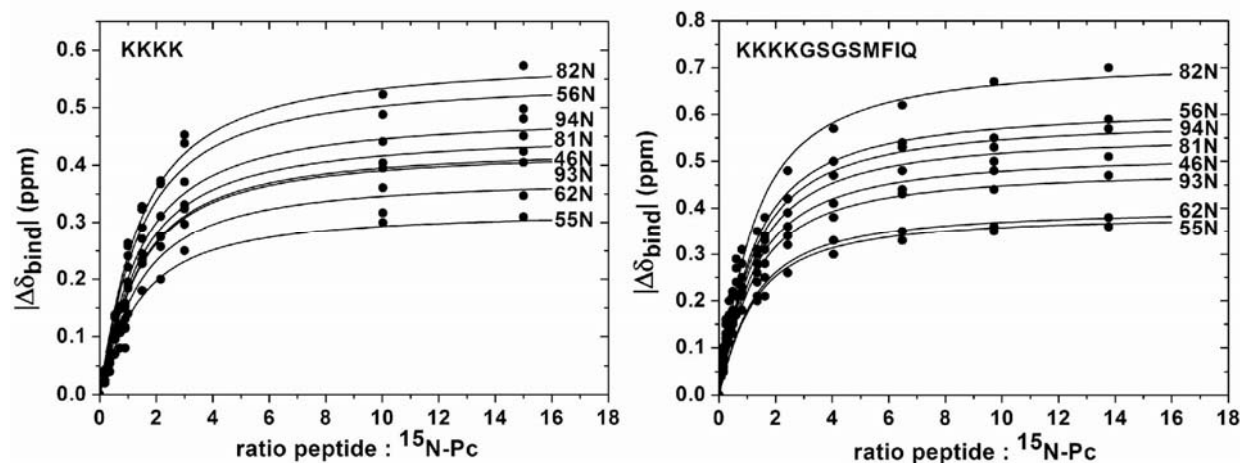 KKKK
82N
56N
94N
81N
46N
93N
62N
55N
0.6
0.5
0.4
0.3
0.2
0.1
0.0
|Δδbind| (ppm)
0 2 4 6 8 10 12 14 16 18
ratio peptide : 15N-Pc
KKKKGSGSMFIQ
82N
56N
94N
81N
46N
93N
62N
55N
0.8
0.7
0.6
0.5
0.4
0.3
0.2
0.1
0.0
|Δδbind| (ppm)
0 2 4 6 8 10 12 14 16 18
ratio peptide : 15N-Pc